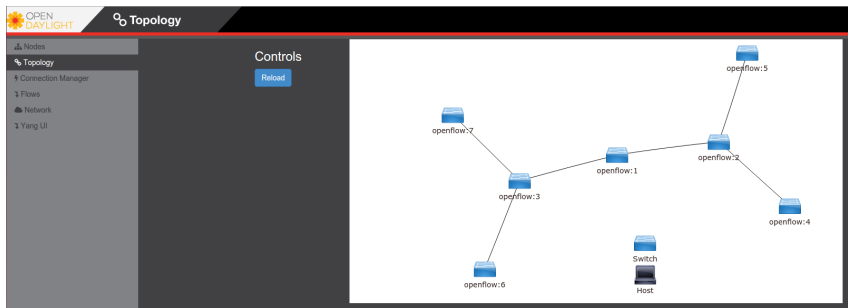 OPEN
DAYLIGHT
Topology
Nodes
Topology
Connection Manager
Flows
Network
Yang UI
Controls
Reload
openflow:5
openflow:7
openflow:2
openflow:1
openflow:3
openflow:4
Switch
openflow:6
Host